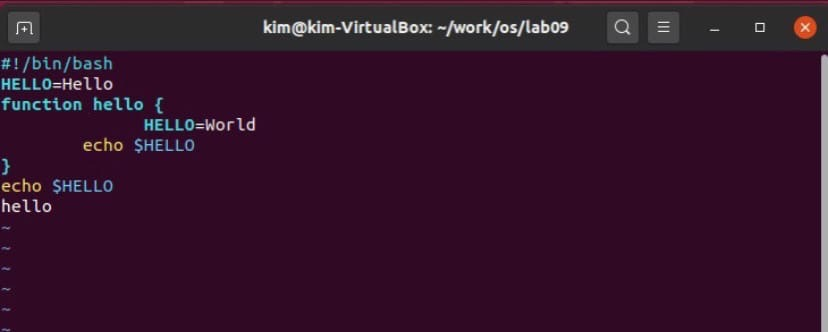 kim@kim-VirtualBox: ~/work/os/lab09
#!/bin/bash
HELLO=Hello
function hello {
HELLO=World
echo $HELLO
}
echo $HELLO
hello
~
~
~
~
~
~